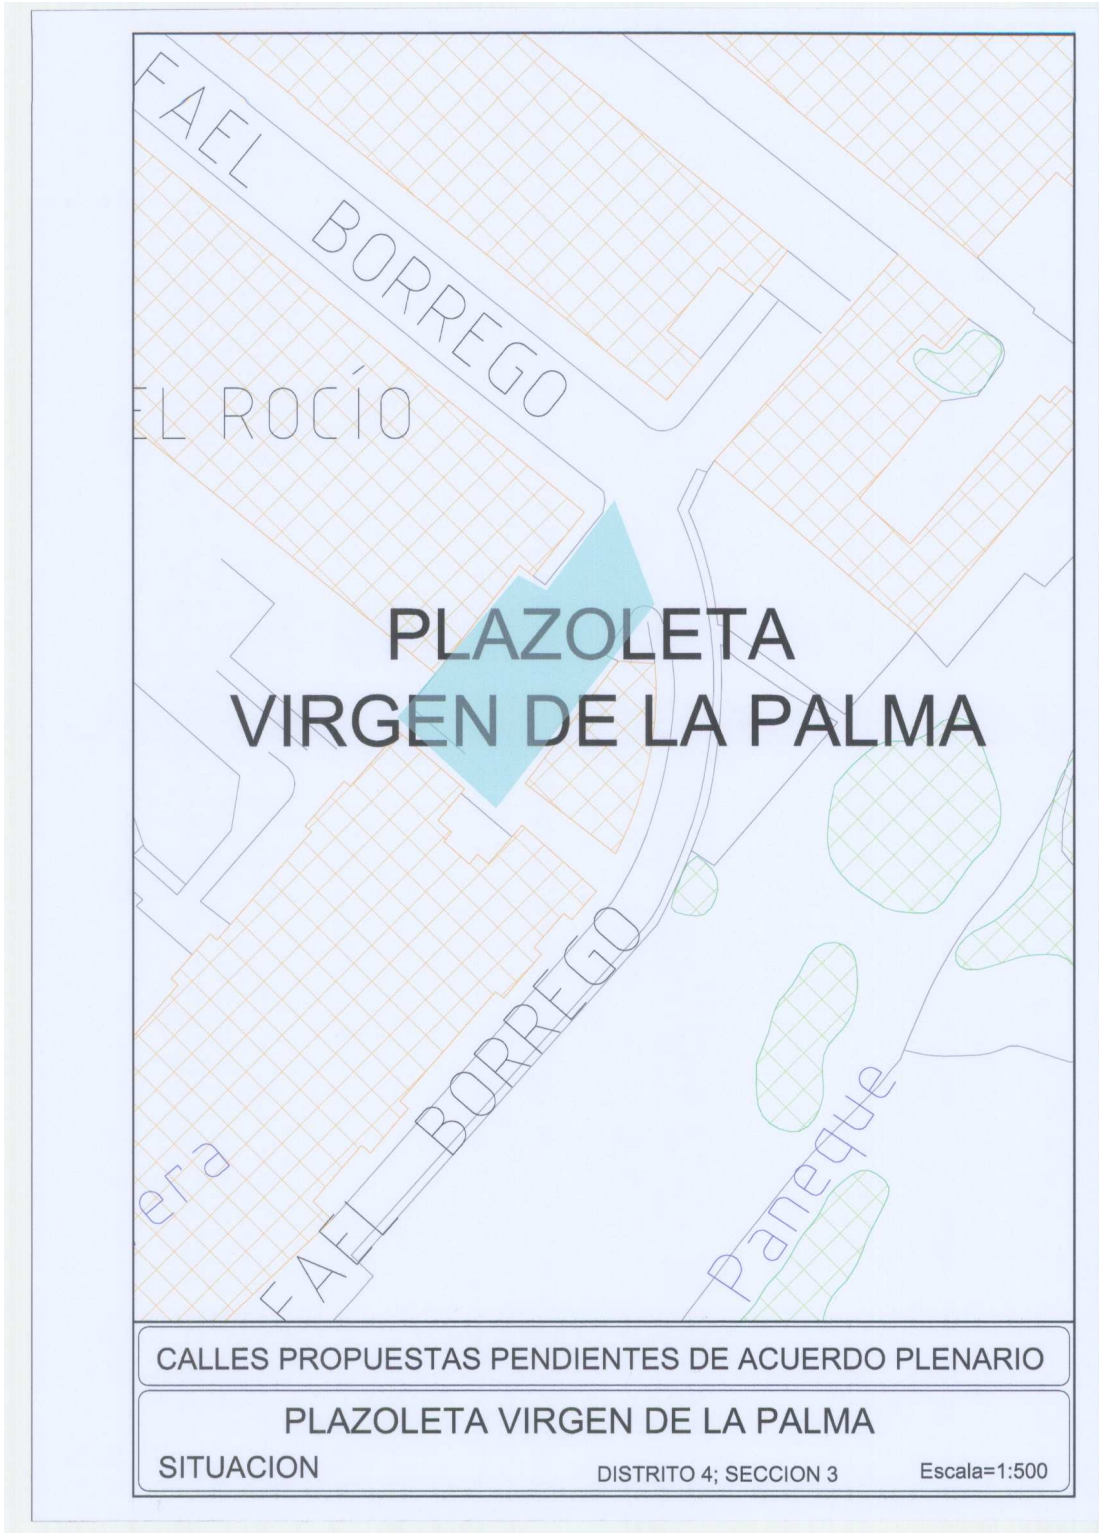 FAEL BORREGO
EL ROCÍO
PLAZOLETA
VIRGEN DE LA PALMA
FAEL BORREGO
era
Paneque
CALLES PROPUESTAS PENDIENTES DE ACUERDO PLENARIO
PLAZOLETA VIRGEN DE LA PALMA
SITUACION
DISTRITO 4; SECCION 3
Escala=1:500